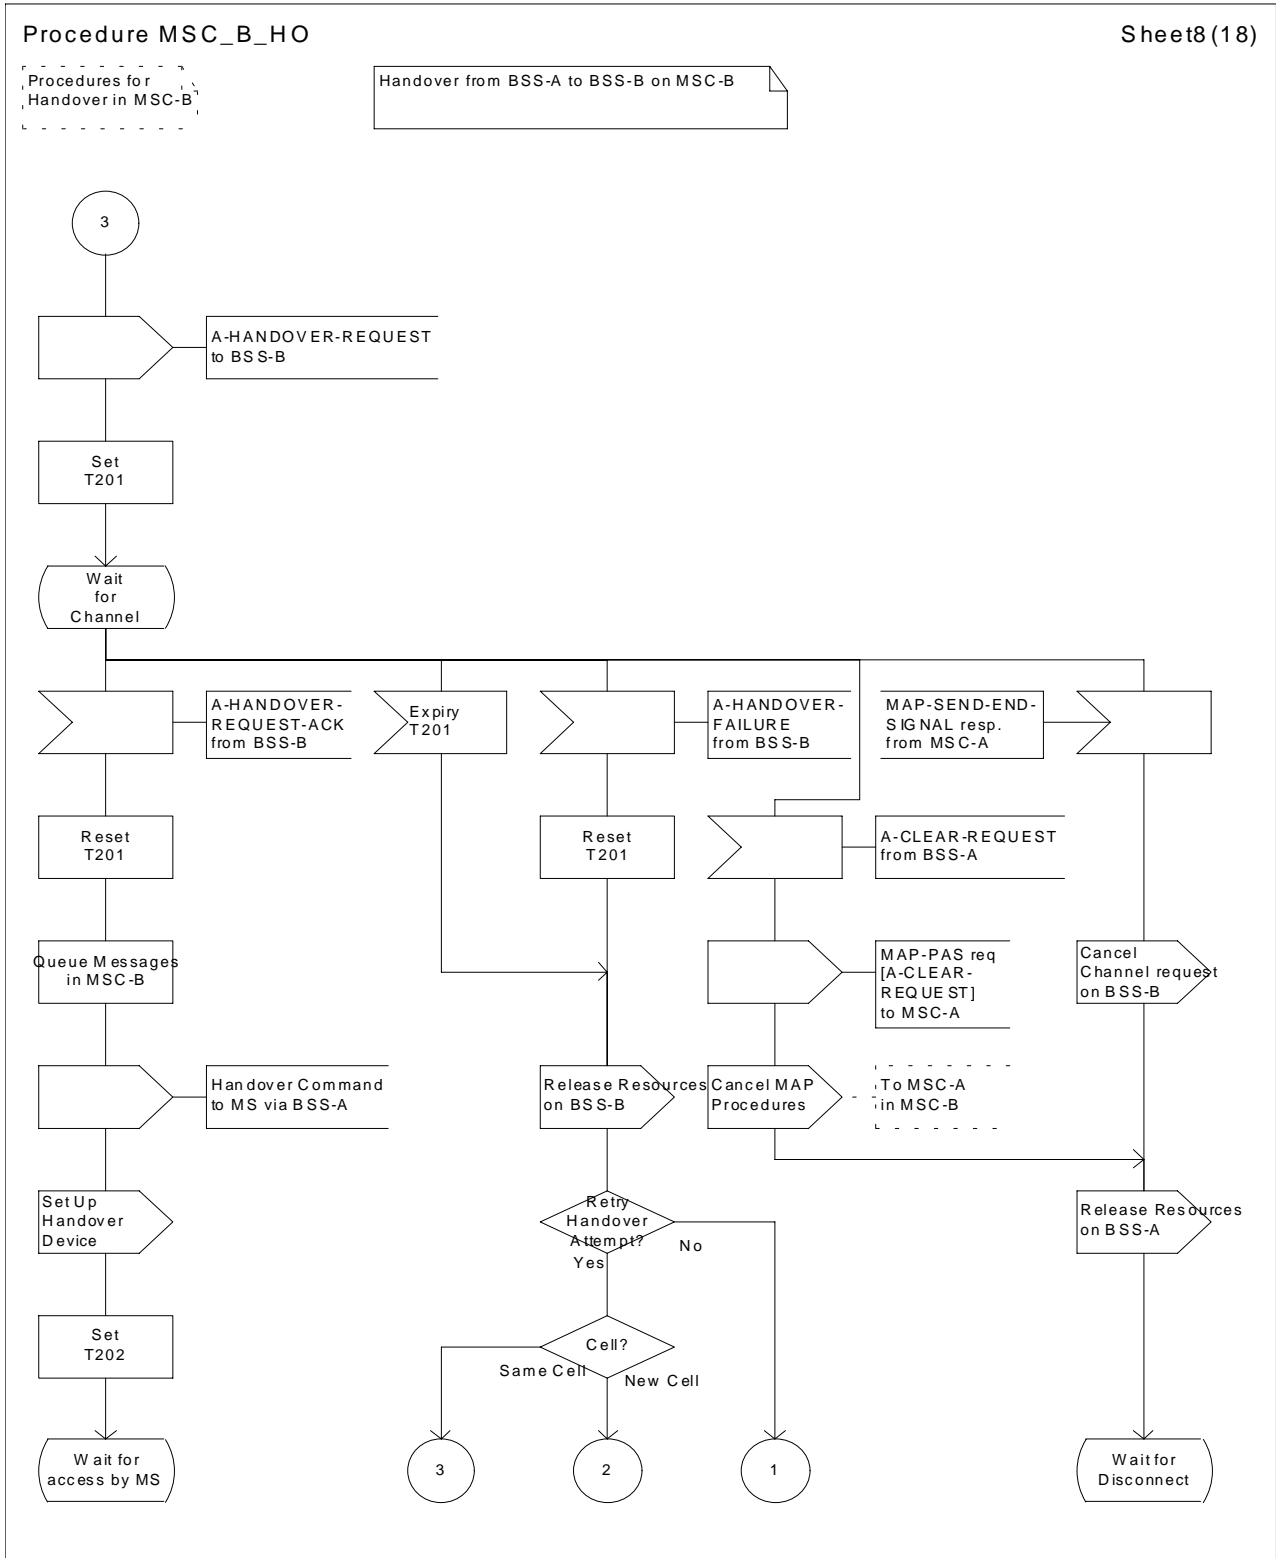 Procedure MSC_B_HO
Sheet8(18)
Procedures for
Handover in MSC-B
Handover from BSS-A to BSS-B on MSC-B
3
A-HANDOVER-REQUEST
to BSS-B
Set
T201
Wait
for
Channel
A-HANDOVER-
REQUEST-ACK
from BSS-B
Expiry
T201
A-HANDOVER-
FAILURE
from BSS-B
MAP-SEND-END-
SIGNAL resp.
from MSC-A
Reset
T201
Reset
T201
A-CLEAR-REQUEST
from BSS-A
Queue Messages
in MSC-B
MAP-PAS req
[A-CLEAR-
REQUEST]
to MSC-A
Cancel
Channel request
on BSS-B
Handover Command
to MS via BSS-A
Release Resources
on BSS-B
Cancel MAP
Procedures
To MSC-A
in MSC-B
Set Up
Handover
Device
Retry
Handover
Attempt?
Yes
No
Release Resources
on BSS-A
Set
T202
Cell?
Same Cell
New Cell
Wait for
access by MS
3
2
1
Wait for
Disconnect